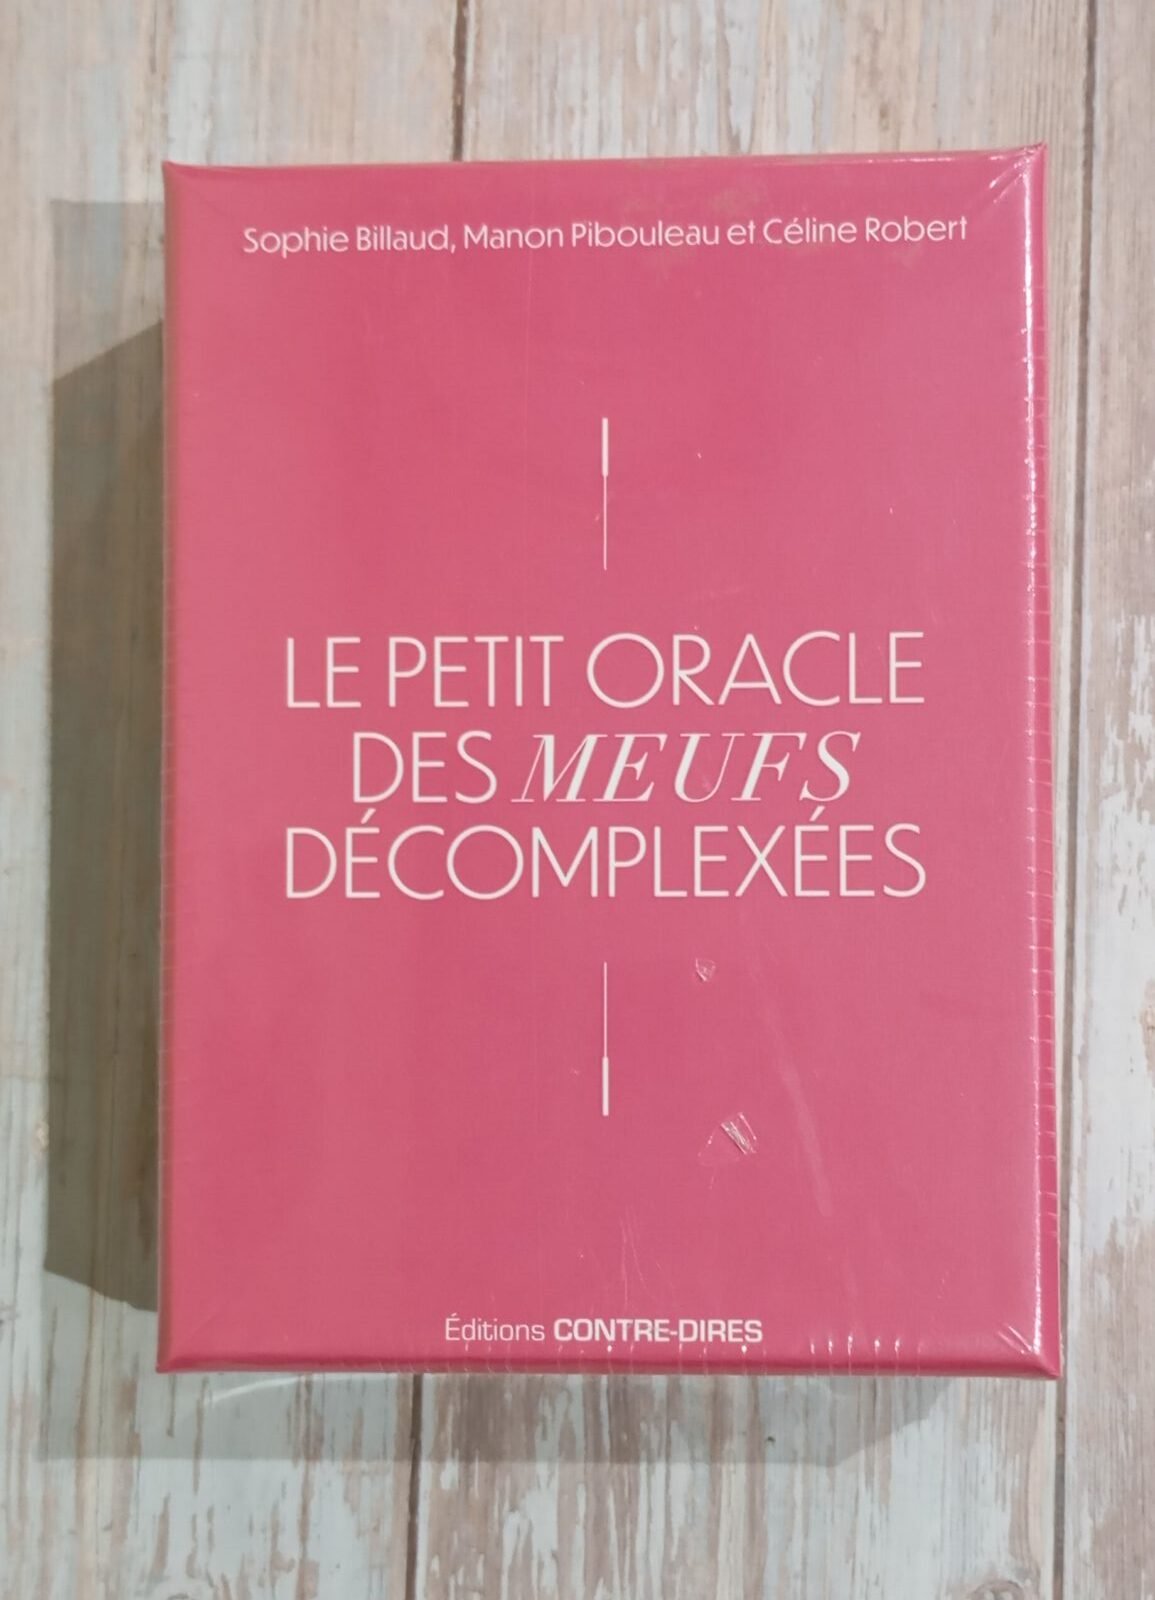 Sophie Billaud, Manon Pibouleau et Céline Robert
LE PETIT ORACLE
DES MEUFS
DÉCOMPLEXÉES
Éditions CONTRE-DIRES